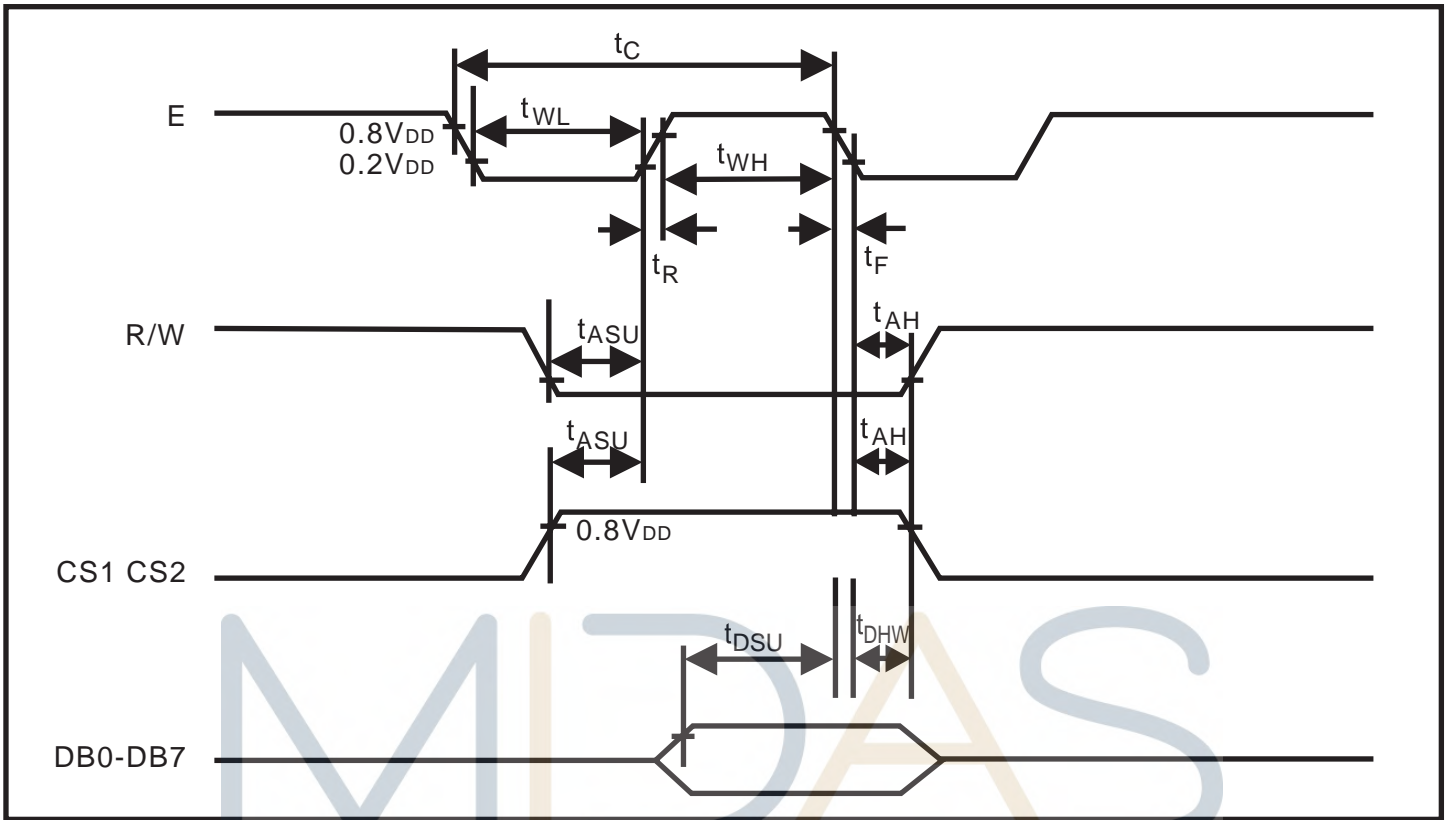 tC
E
tWL
0.8VDD
0.2VDD
tWH
tR
tF
R/W
tASU
tAH
tASU
tAH
0.8VDD
CS1 CS2
tDSU
tDHW
DB0-DB7
MIDAS